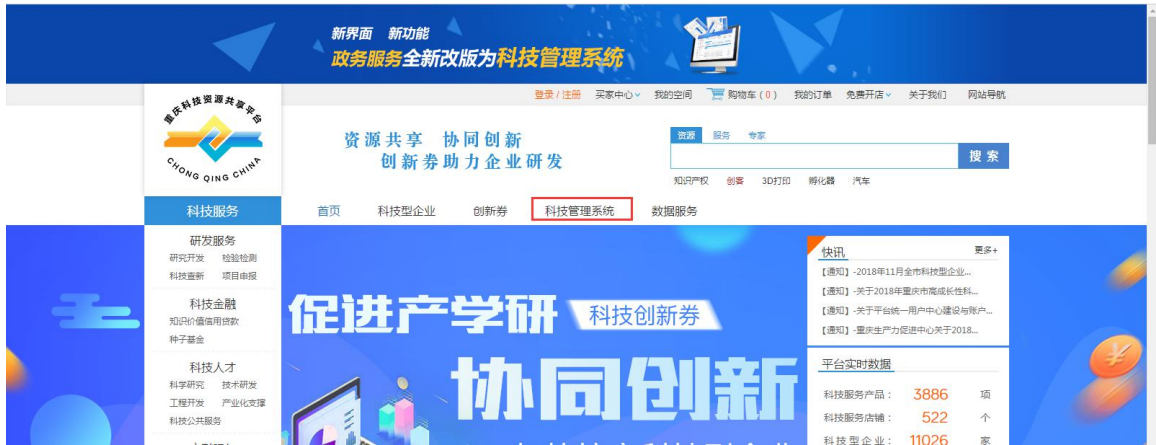 新界面 新功能
政务服务全新改版为科技管理系统
登录 / 注册 买家中心 我的空间 购物车（0） 我的订单 免费开店 关于我们 网站导航
重庆科技资源共享平台
CHONG QING CHINA
资源共享 协同创新
创新券助力企业研发
资源 服务 专家
搜 索
知识产权 创客 3D打印 孵化器 汽车
科技服务 首页 科技型企业 创新券 科技管理系统 数据服务
研发服务
研究开发 检验检测
科技查新 项目申报
科技金融
知识价值信用贷款
种子基金
科技人才
科学研究 技术研发
工程开发 产业化支撑
科技公共服务
促进产学研 科技创新券
协同创新
快讯 更多+
【通知】-2018年11月全市科技型企业...
【通知】-关于2018年重庆市高成长性科...
【通知】-关于平台统一用户中心建设与账户...
【通知】-重庆生产力促进中心关于2018...
平台实时数据
科技服务产品： 3886 项
科技服务店铺： 522 个
科技型企业： 11026 家